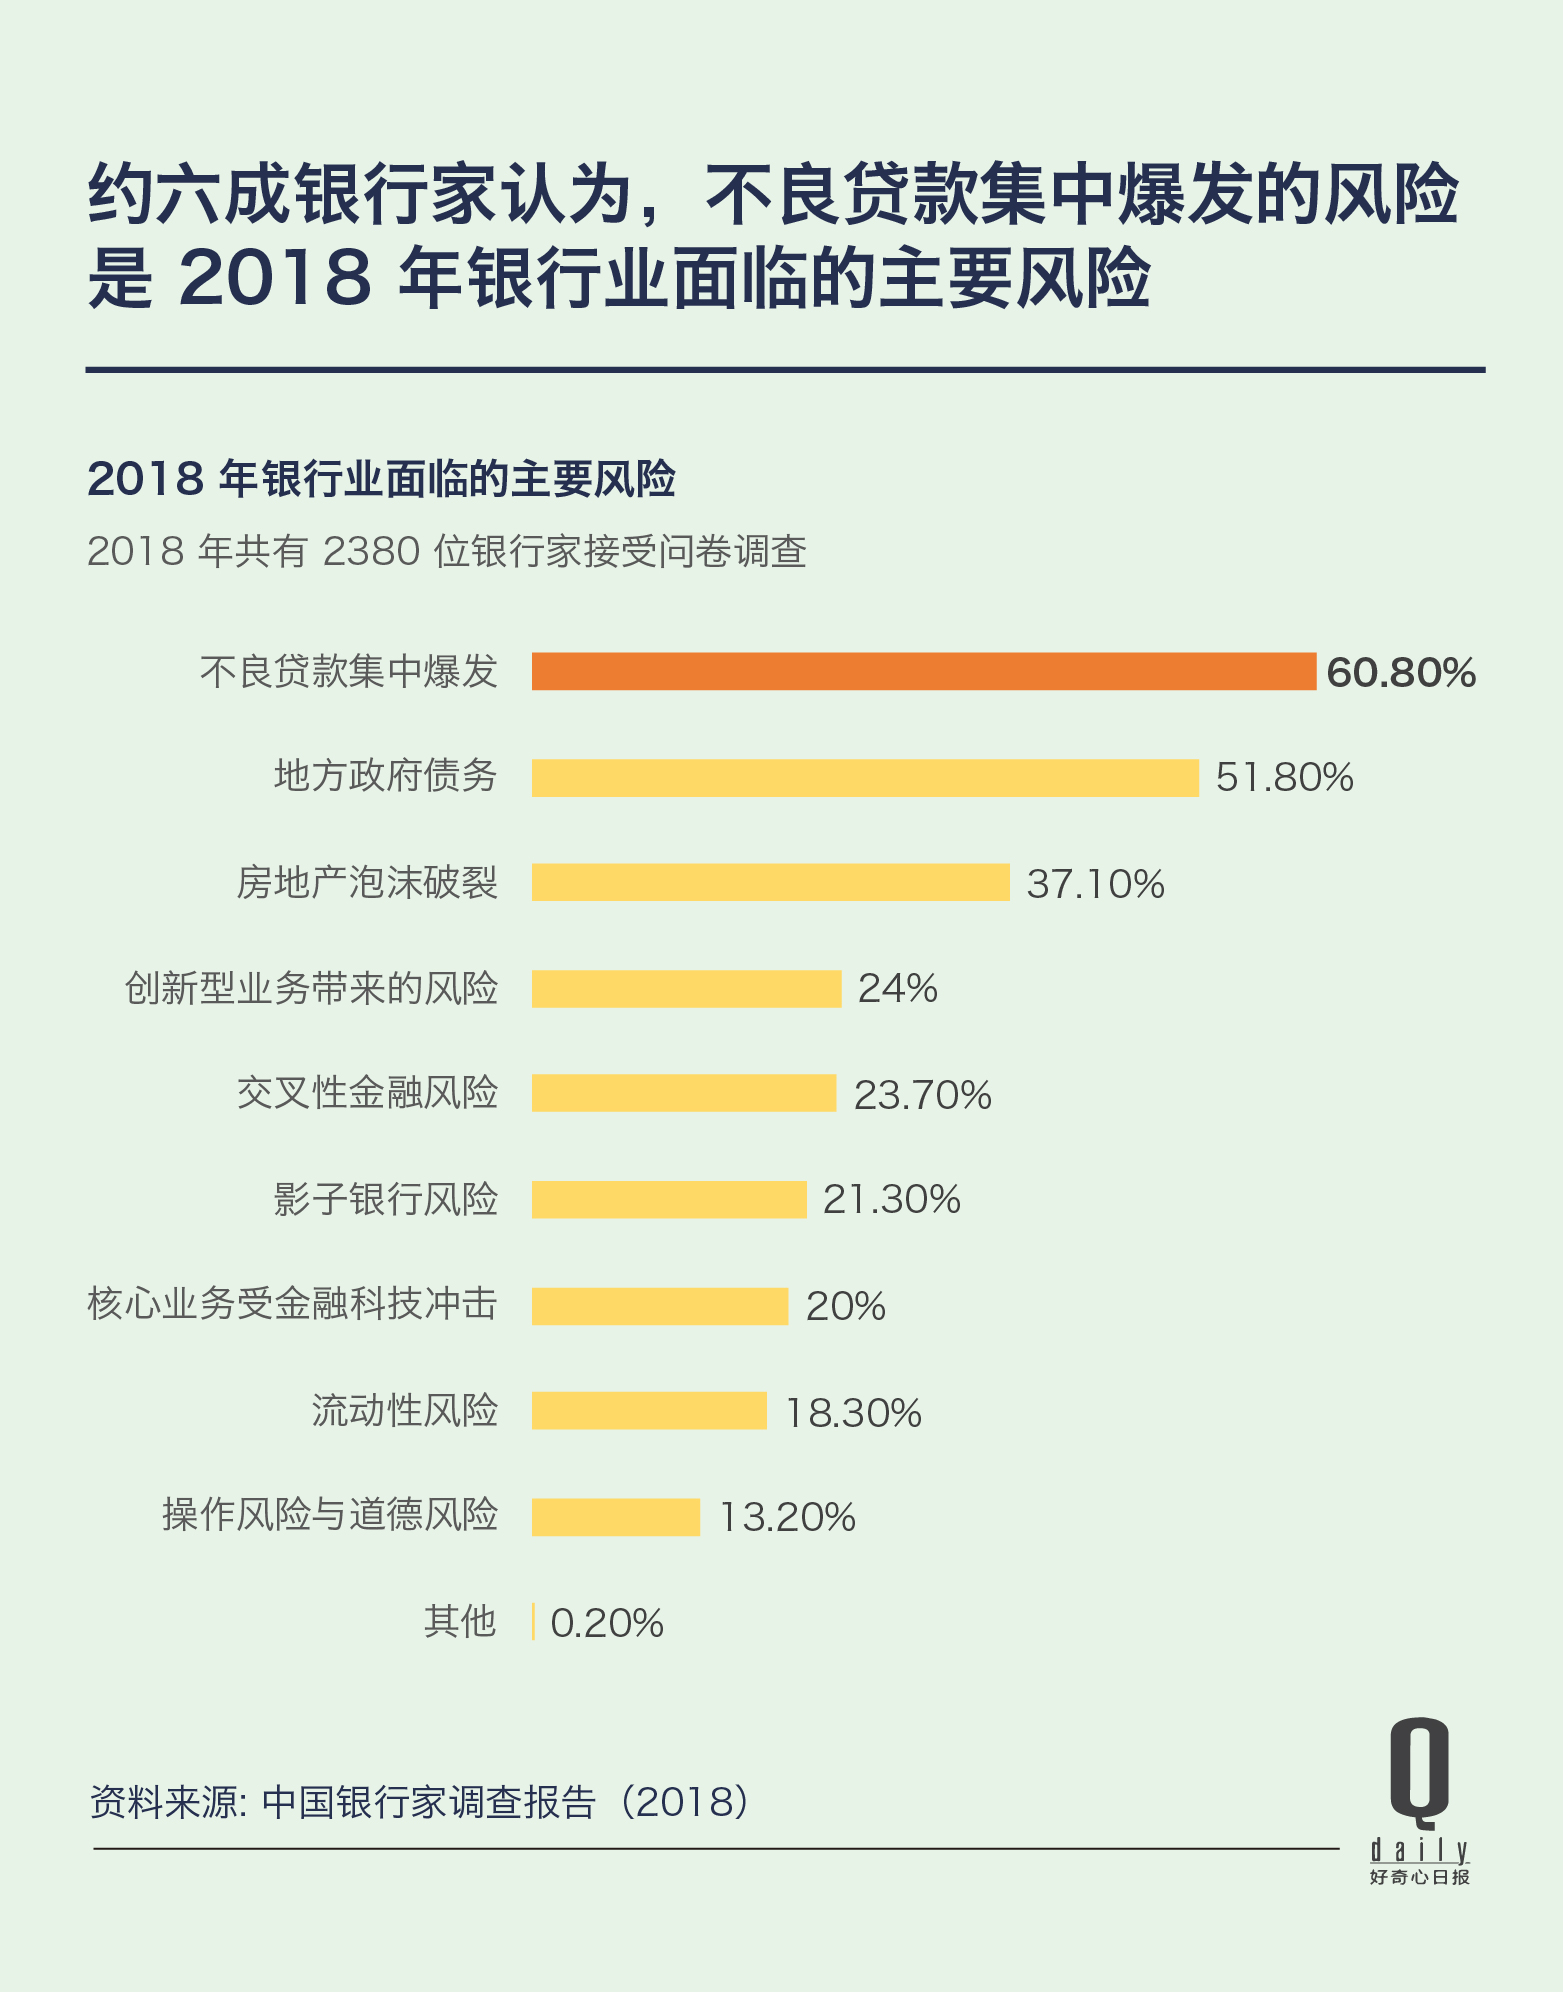 约六成银行家认为，不良贷款集中爆发的风险
是 2018 年银行业面临的主要风险
2018 年银行业面临的主要风险
2018 年共有 2380 位银行家接受问卷调查
不良贷款集中爆发 60.80%
地方政府债务 51.80%
房地产泡沫破裂 37.10%
创新型业务带来的风险 24%
交叉性金融风险 23.70%
影子银行风险 21.30%
核心业务受金融科技冲击 20%
流动性风险 18.30%
操作风险与道德风险 13.20%
其他 0.20%
资料来源: 中国银行家调查报告（2018）
Q
daily
好奇心日报